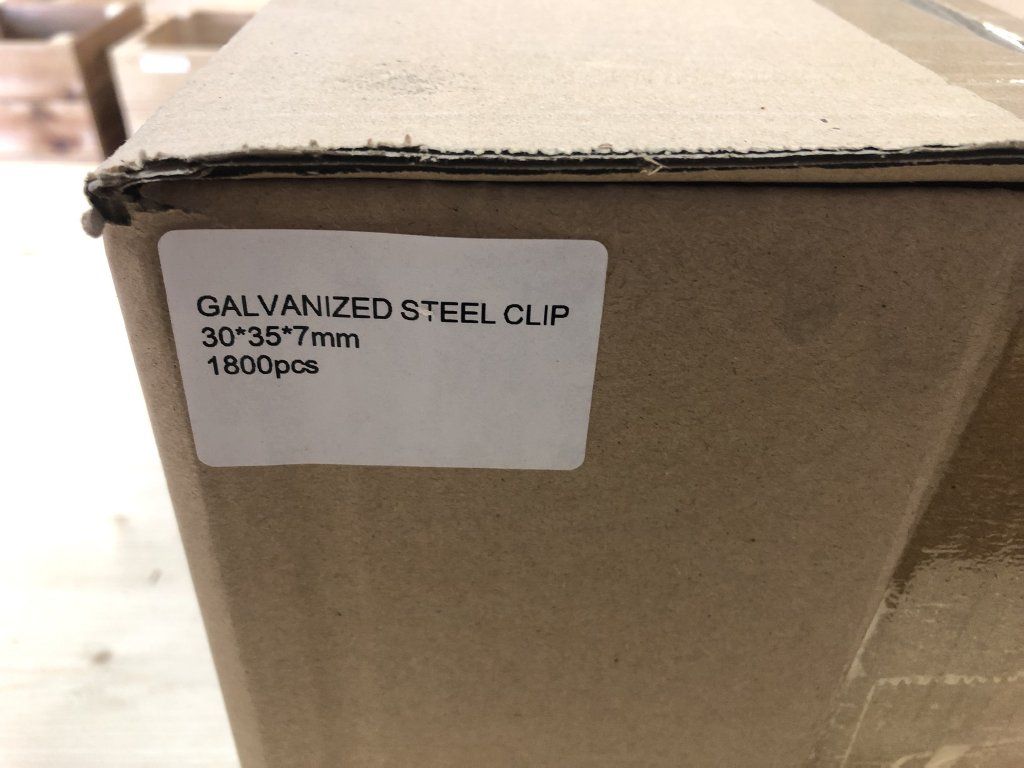 GALVANIZED STEEL CLIP
30*35*7mm
1800pcs